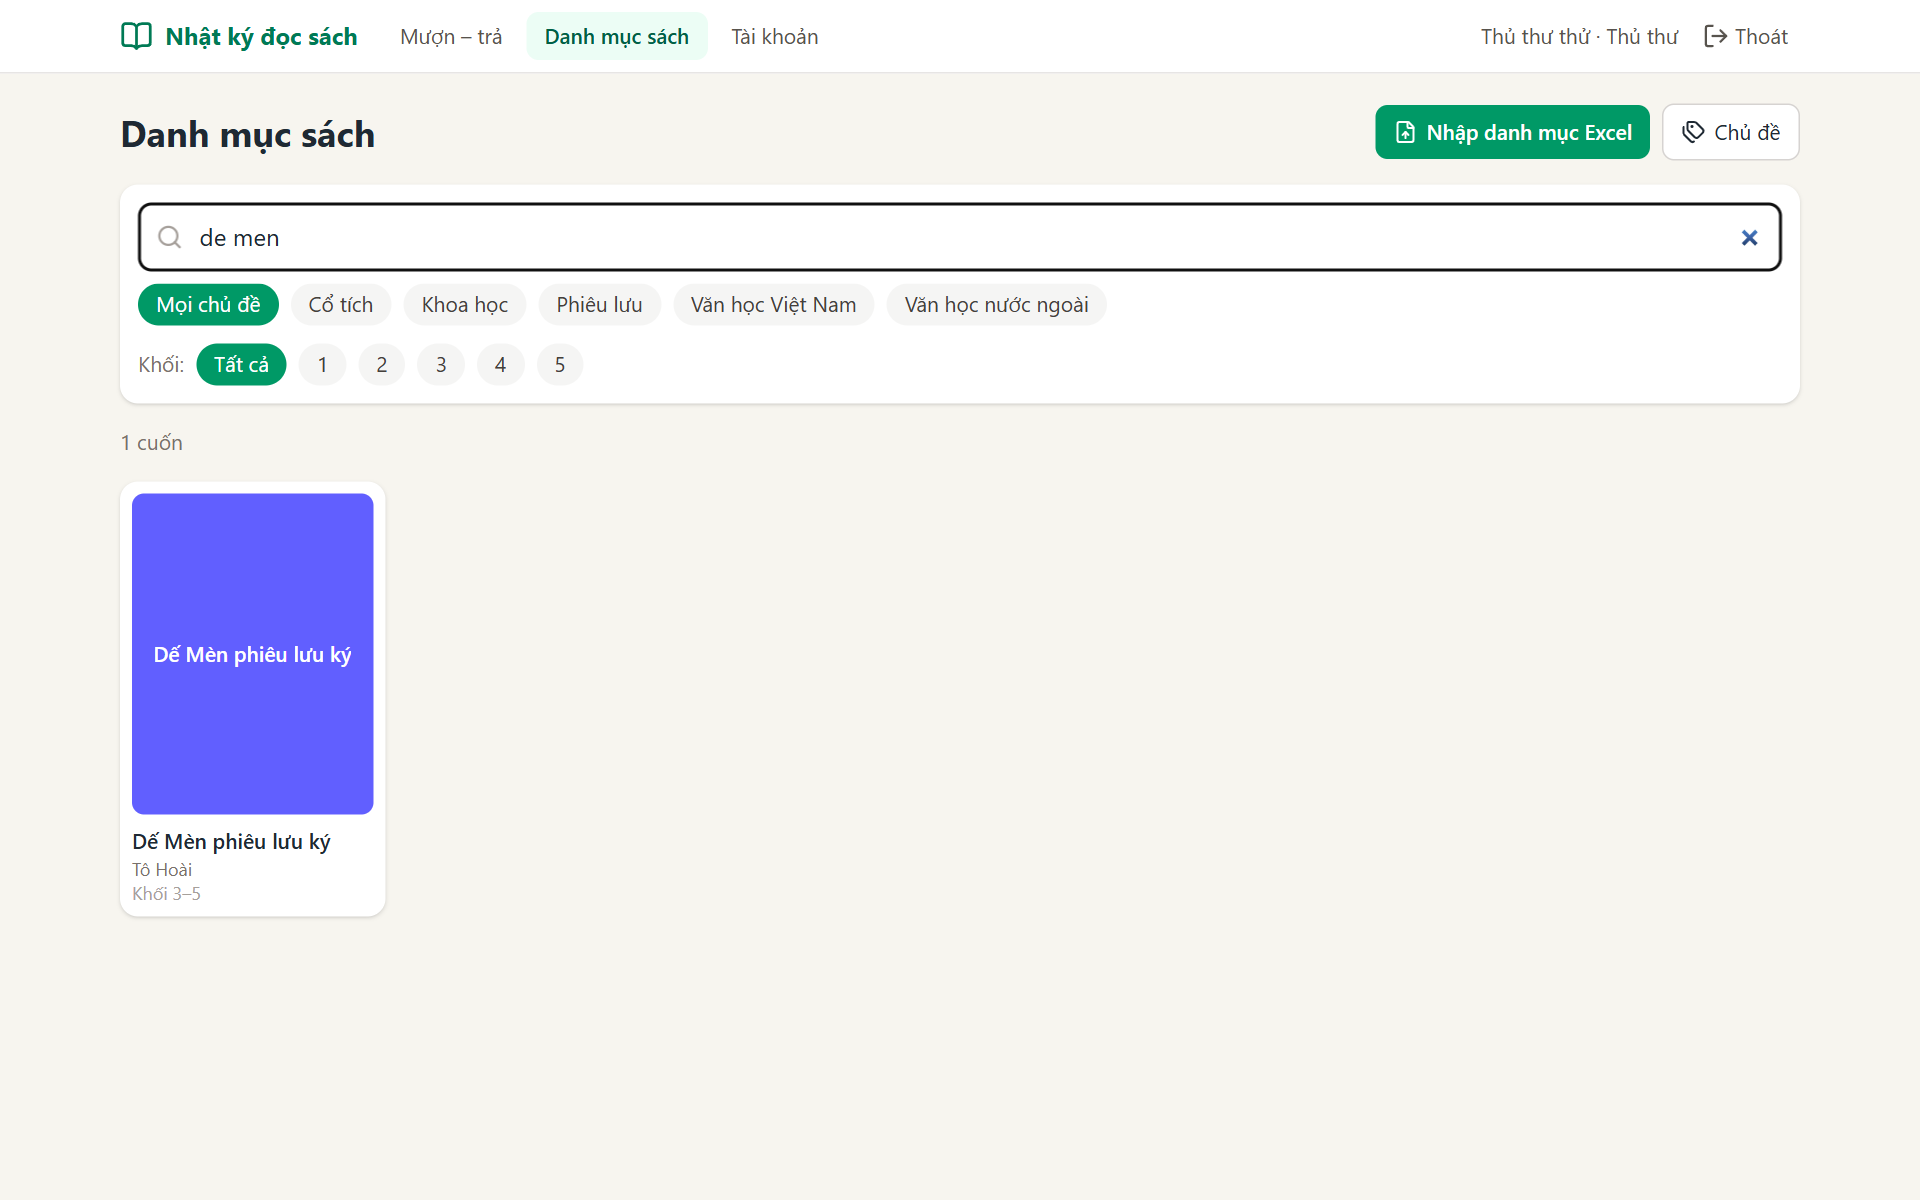 Nhật ký đọc sách
Mượn – trả
Danh mục sách
Tài khoản
Thủ thư thử · Thủ thư
Thoát
Danh mục sách
Nhập danh mục Excel
Chủ đề
de men
Mọi chủ đề
Cổ tích
Khoa học
Phiêu lưu
Văn học Việt Nam
Văn học nước ngoài
Khối:
Tất cả
1
2
3
4
5
1 cuốn
Dế Mèn phiêu lưu ký
Dế Mèn phiêu lưu ký
Tô Hoài
Khối 3–5